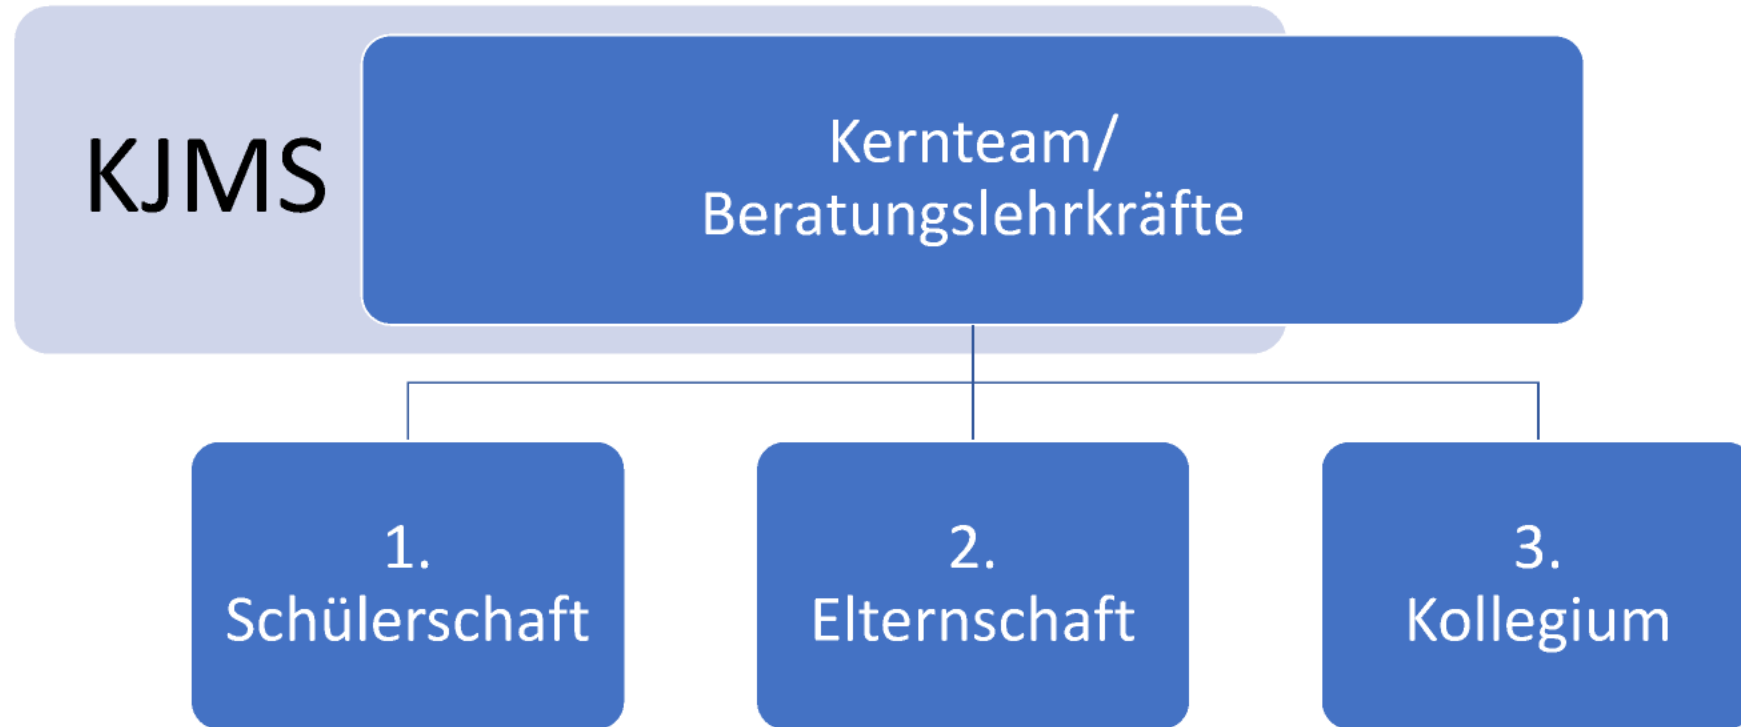 KJMS
Kernteam/
Beratungslehrkräfte
1.
Schülerschaft
2.
Elternschaft
3.
Kollegium